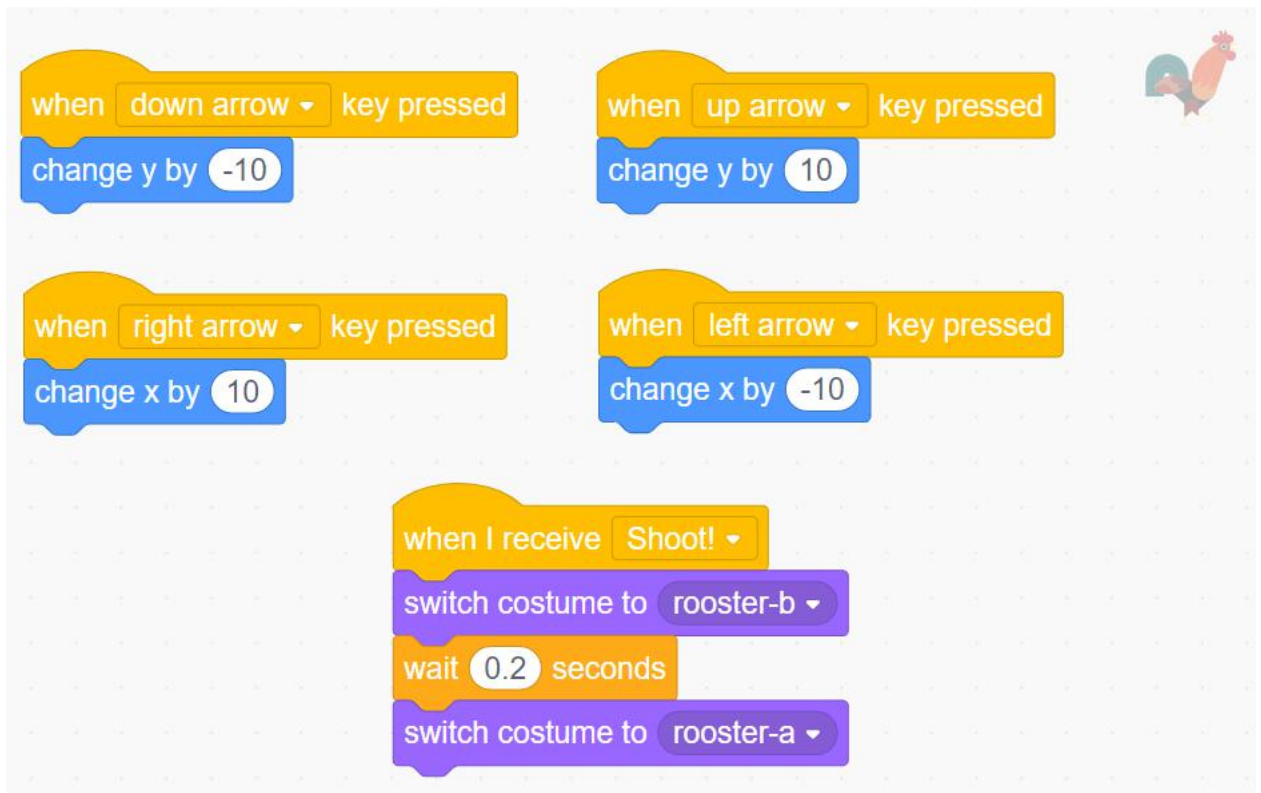 when down arrow key pressed
change y by -10
when up arrow key pressed
change y by 10
when right arrow key pressed
change x by 10
when left arrow key pressed
change x by -10
when I receive Shoot!
switch costume to rooster-b
wait 0.2 seconds
switch costume to rooster-a